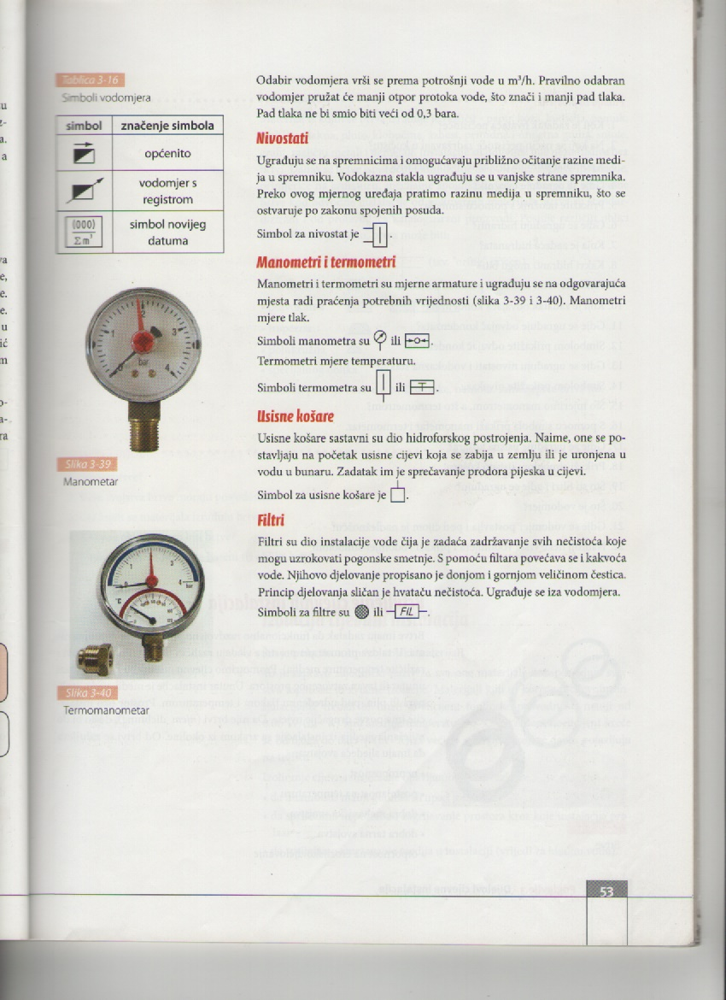 Tablica 3-16
Simboli vodomjera
simbol značenje simbola
općenito
vodomjer s
registrom
(000)
Σm³
simbol novijeg
datuma
Slika 3-39
Manometar
Slika 3-40
Termomanometar
Odabir vodomjera vrši se prema potrošnji vode u m³/h. Pravilno odabran
vodomjer pružat će manji otpor protoka vode, što znači i manji pad tlaka.
Pad tlaka ne bi smio biti veći od 0,3 bara.
Nivostati
Ugrađuju se na spremnicima i omogućavaju približno očitanje razine medi-
ja u spremniku. Vodokazna stakla ugrađuju se u vanjske strane spremnika.
Preko ovog mjernog uređaja pratimo razinu medija u spremniku, što se
ostvaruje po zakonu spojenih posuda.
Simbol za nivostat je .
Manometri i termometri
Manometri i termometri su mjerne armature i ugrađuju se na odgovarajuća
mjesta radi praćenja potrebnih vrijednosti (slika 3-39 i 3-40). Manometri
mjere tlak.
Simboli manometra su ili .
Termometri mjere temperaturu.
Simboli termometra su ili T .
Usisne košare
Usisne košare sastavni su dio hidroforskog postrojenja. Naime, one se po-
stavljaju na početak usisne cijevi koja se zabija u zemlju ili je uronjena u
vodu u bunaru. Zadatak im je sprečavanje prodora pijeska u cijevi.
Simbol za usisne košare je .
Filtri
Filtri su dio instalacije vode čija je zadaća zadržavanje svih nečistoća koje
mogu uzrokovati pogonske smetnje. S pomoću filtara povećava se i kakvoća
vode. Njihovo djelovanje propisano je donjom i gornjom veličinom čestica.
Princip djelovanja sličan je hvataču nečistoća. Ugrađuje se iza vodomjera.
Simboli za filtre su ili FIL .
53